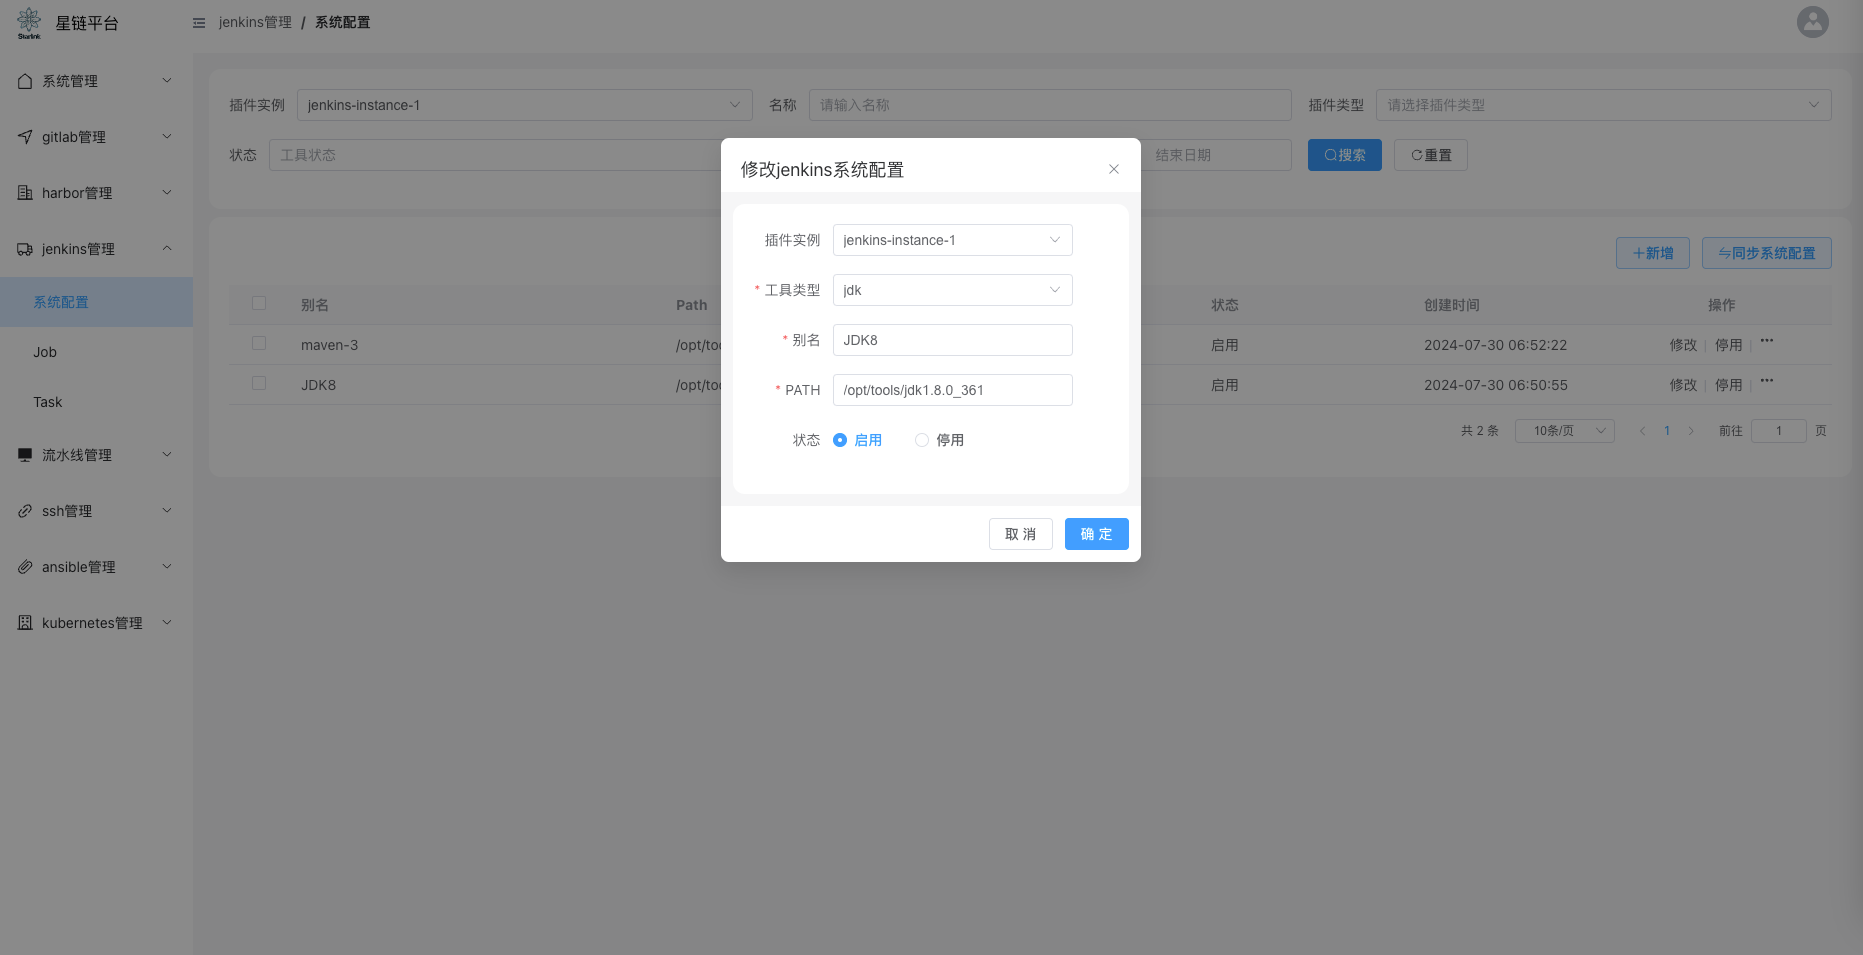 星链平台
Starlink
jenkins管理 / 系统配置
系统管理
gitlab管理
harbor管理
jenkins管理
系统配置
Job
Task
流水线管理
ssh管理
ansible管理
kubernetes管理
插件实例 jenkins-instance-1 名称 请输入名称 插件类型 请选择插件类型
状态 工具状态 结束日期 搜索 重置
新增 同步系统配置
别名 Path 状态 创建时间 操作
maven-3 /opt/too 启用 2024-07-30 06:52:22 修改 停用 ···
JDK8 /opt/too 启用 2024-07-30 06:50:55 修改 停用 ···
共 2 条 10条/页 1 前往 1 页
修改jenkins系统配置
插件实例 jenkins-instance-1
* 工具类型 jdk
* 别名 JDK8
* PATH /opt/tools/jdk1.8.0_361
状态 启用 停用
取 消 确 定